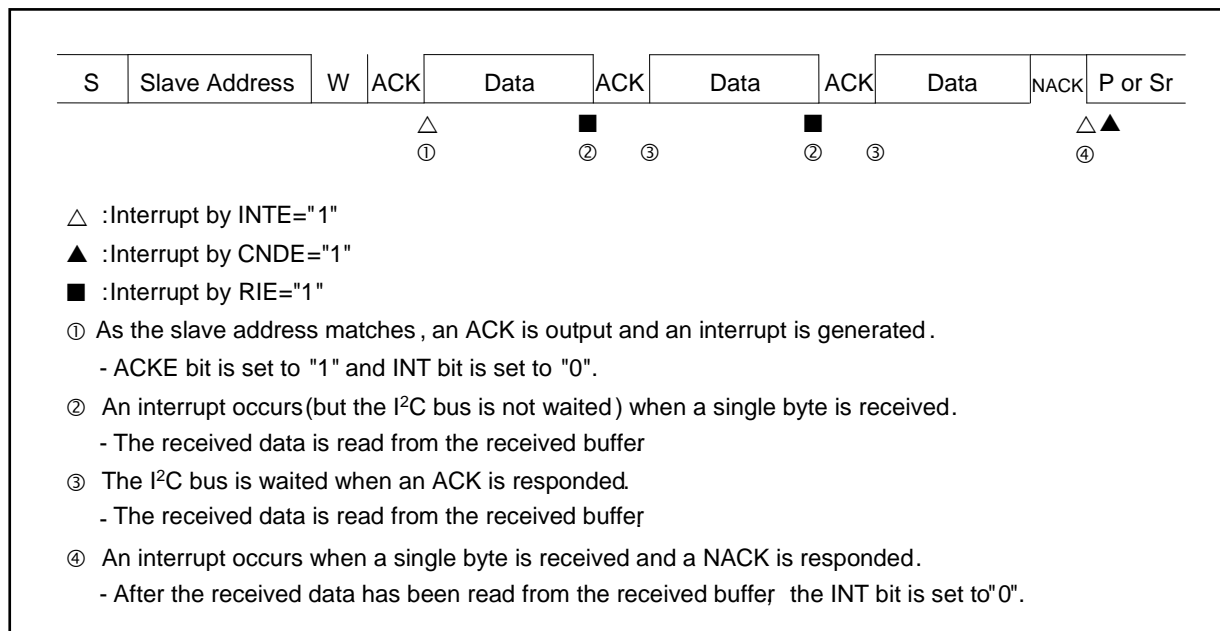 S Slave Address W ACK Data ACK Data ACK Data NACK P or Sr
△ ■ ■ △ ▲
① ② ③ ② ③ ④
△ :Interrupt by INTE="1"
▲ :Interrupt by CNDE="1"
■ :Interrupt by RIE="1"
① As the slave address matches, an ACK is output and an interrupt is generated.
- ACKE bit is set to "1" and INT bit is set to "0".
② An interrupt occurs(but the I²C bus is not waited) when a single byte is received.
- The received data is read from the received buffer.
③ The I²C bus is waited when an ACK is responded.
- The received data is read from the received buffer.
④ An interrupt occurs when a single byte is received and a NACK is responded.
- After the received data has been read from the received buffer, the INT bit is set to"0".